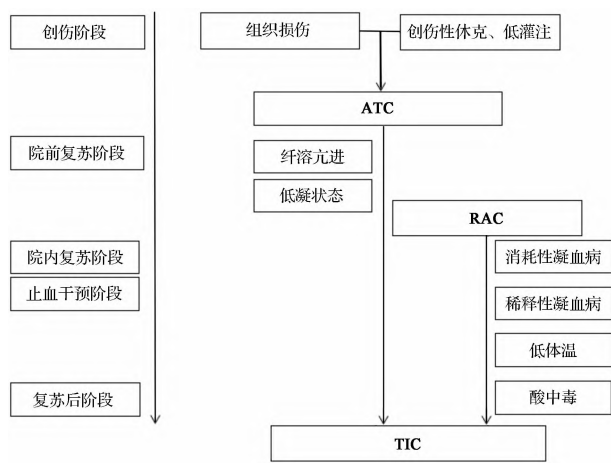 创伤阶段
组织损伤
创伤性休克、低灌注
ATC
院前复苏阶段
纤溶亢进
低凝状态
RAC
院内复苏阶段
消耗性凝血病
止血干预阶段
稀释性凝血病
低体温
复苏后阶段
酸中毒
TIC